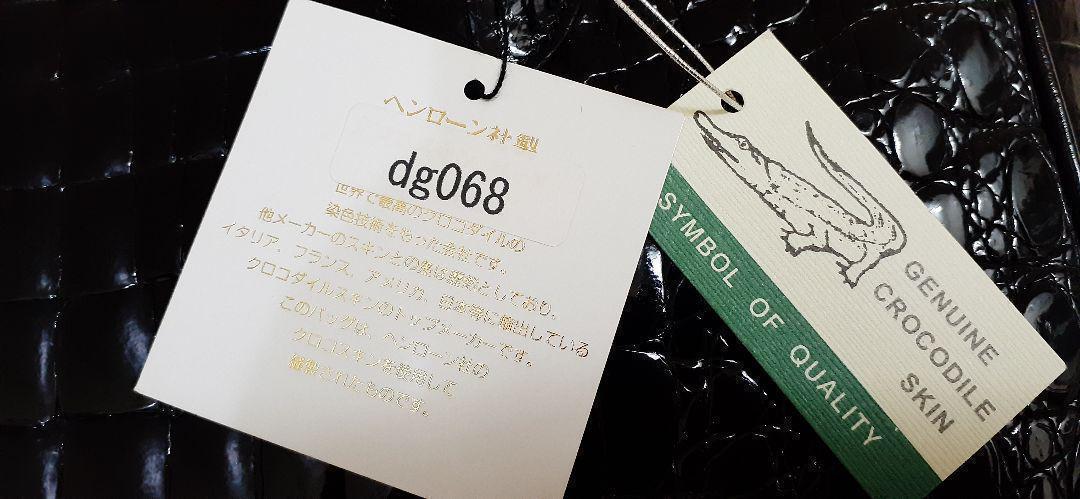 ヘンローン社製
dg068
世界で最高のクロコダイルの
染色技術をもった会社です。
他メーカーのスキンとの差は歴然としており、
イタリア、フランス、アメリカ、日本等に輸出している
クロコダイルスキンのトップメーカーです。
このバッグは、ヘンローン社の
クロコスキンを使用して
縫製されたものです。
SYMBOL OF QUALITY
GENUINE
CROCODILE
SKIN